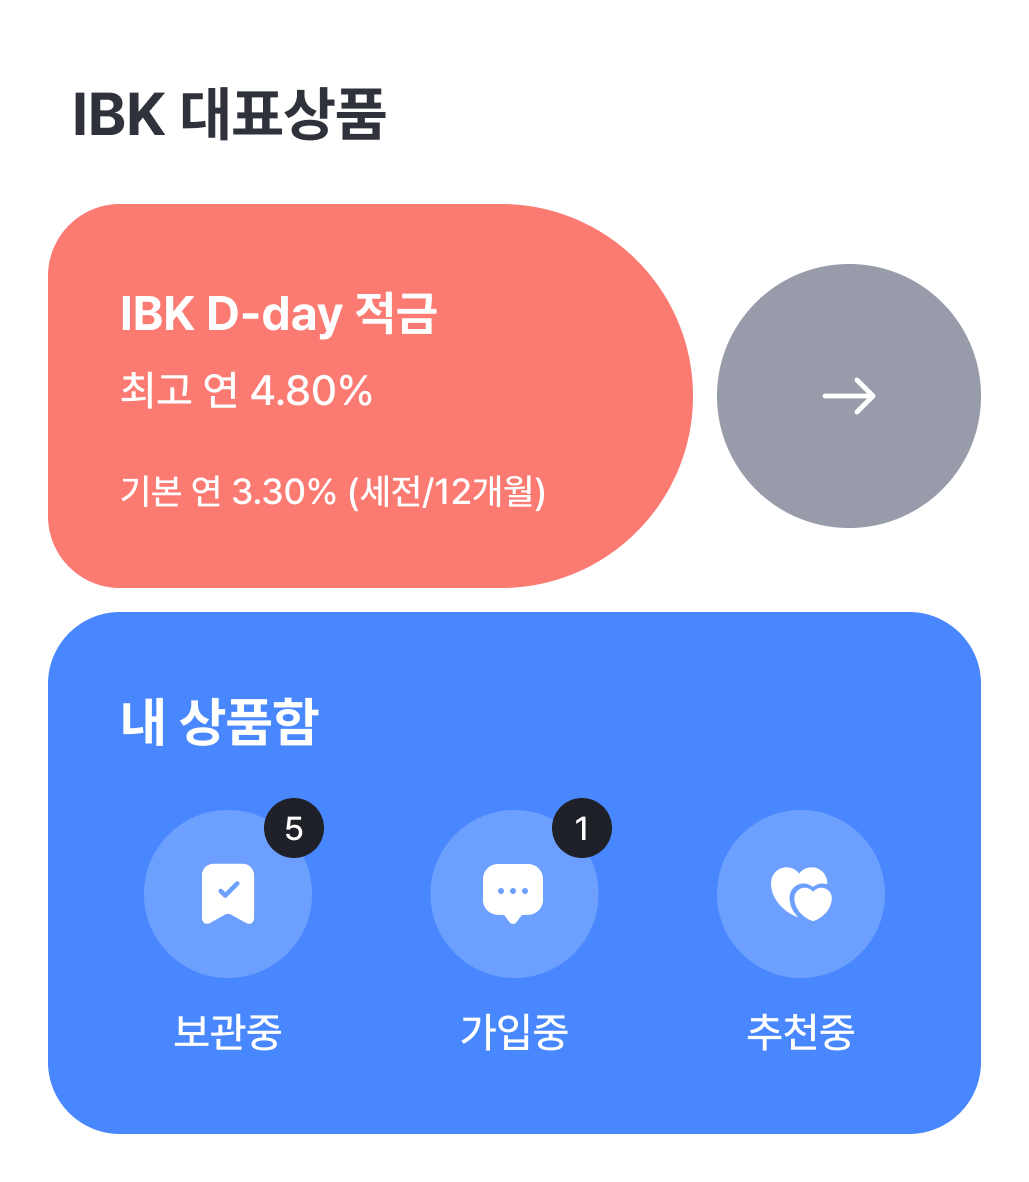 IBK 대표상품
IBK D-day 적금
최고 연 4.80%
기본 연 3.30% (세전/12개월)
내 상품함
5
1
보관중
가입중
추천중